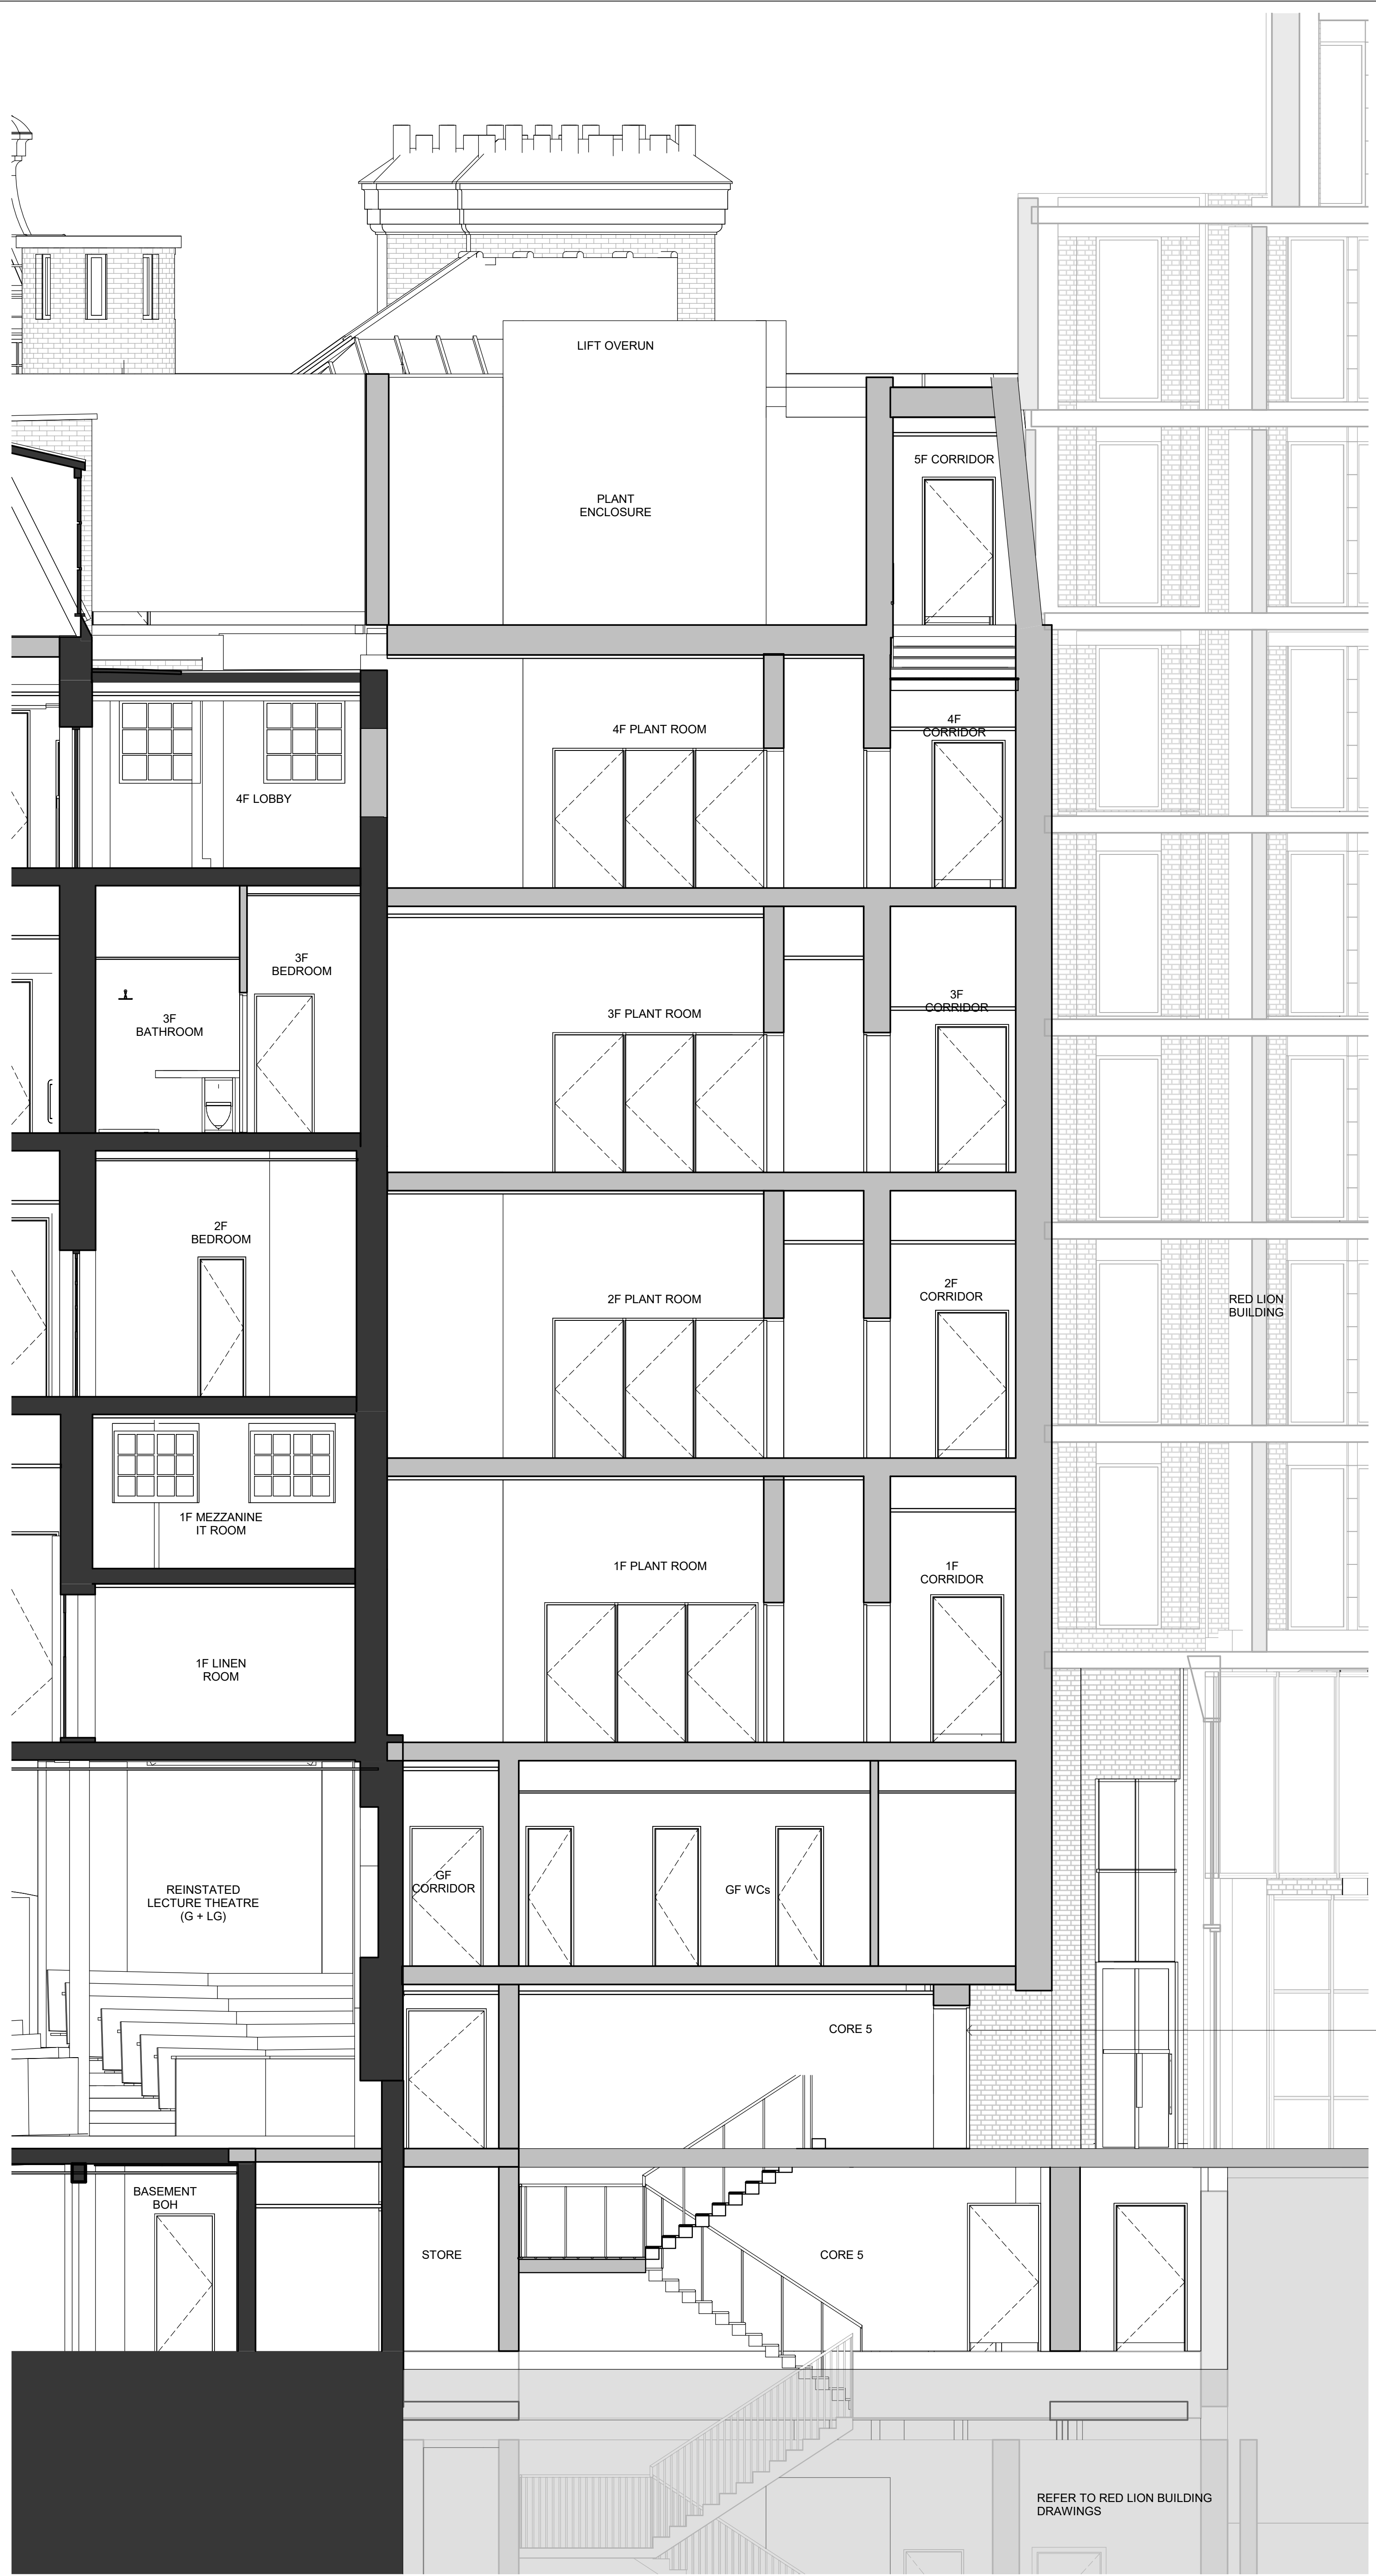 LIFT OVERUN
5F CORRIDOR
PLANT
ENCLOSURE
4F PLANT ROOM
4F
CORRIDOR
4F LOBBY
3F
BEDROOM
3F
BATHROOM
3F PLANT ROOM
3F
CORRIDOR
2F
BEDROOM
2F PLANT ROOM
2F
CORRIDOR
RED LION
BUILDING
1F MEZZANINE
IT ROOM
1F PLANT ROOM
1F
CORRIDOR
1F LINEN
ROOM
REINSTATED
LECTURE THEATRE
(G + LG)
GF
CORRIDOR
GF WCs
CORE 5
BASEMENT
BOH
STORE
CORE 5
REFER TO RED LION BUILDING
DRAWINGS